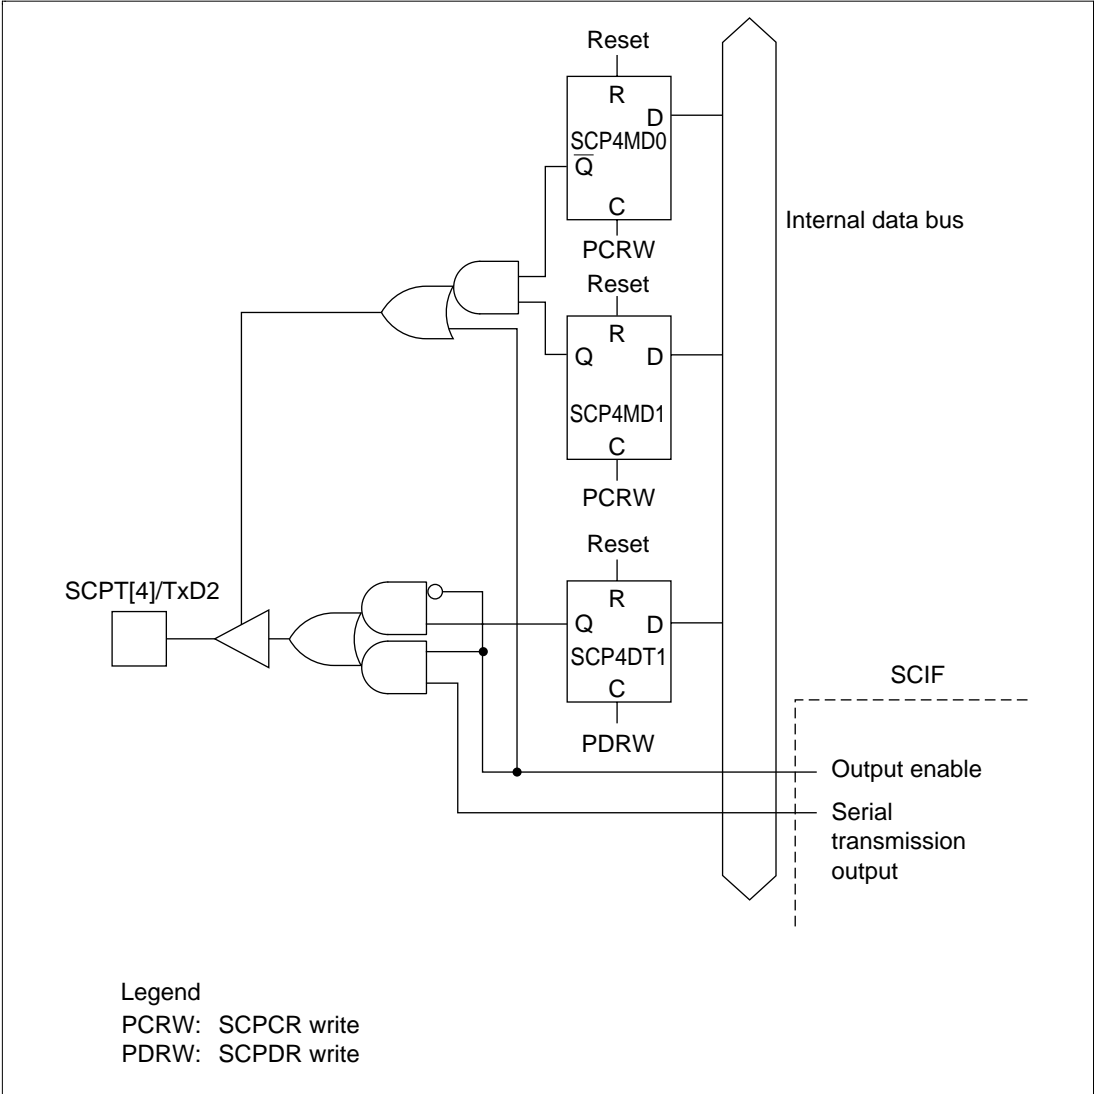 Reset
R
D
SCP4MD0
Q̅
C
PCRW
Internal data bus
Reset
R
Q
D
SCP4MD1
C
PCRW
Reset
SCPT[4]/TxD2
R
Q
D
SCP4DT1
C
PDRW
SCIF
Output enable
Serial
transmission
output
Legend
PCRW: SCPCR write
PDRW: SCPDR write